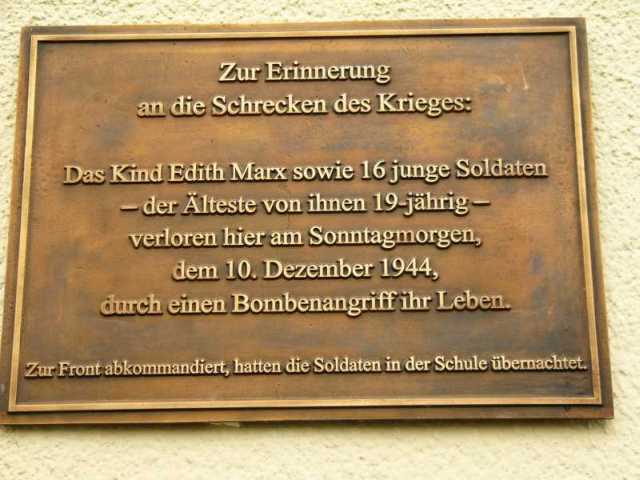 Zur Erinnerung
an die Schrecken des Krieges:
Das Kind Edith Marx sowie 16 junge Soldaten
– der Älteste von ihnen 19-jährig –
verloren hier am Sonntagmorgen,
dem 10. Dezember 1944,
durch einen Bombenangriff ihr Leben.
Zur Front abkommandiert, hatten die Soldaten in der Schule übernachtet.